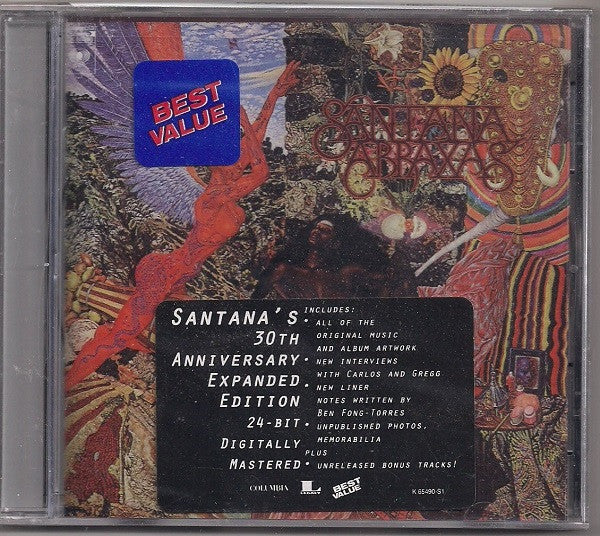 BEST
VALUE
SANTANA
ABRAXAS
SANTANA'S
30TH
ANNIVERSARY
EXPANDED
EDITION
24-BIT
DIGITALLY
MASTERED
INCLUDES:
• ALL OF THE
ORIGINAL MUSIC
AND ALBUM ARTWORK
• NEW INTERVIEWS
WITH CARLOS AND GREGG
• NEW LINER
NOTES WRITTEN BY
BEN FONG-TORRES
• UNPUBLISHED PHOTOS,
MEMORABILIA
PLUS
• UNRELEASED BONUS TRACKS!
COLUMBIA
L
LEGACY
BEST
VALUE
K 65490-S1